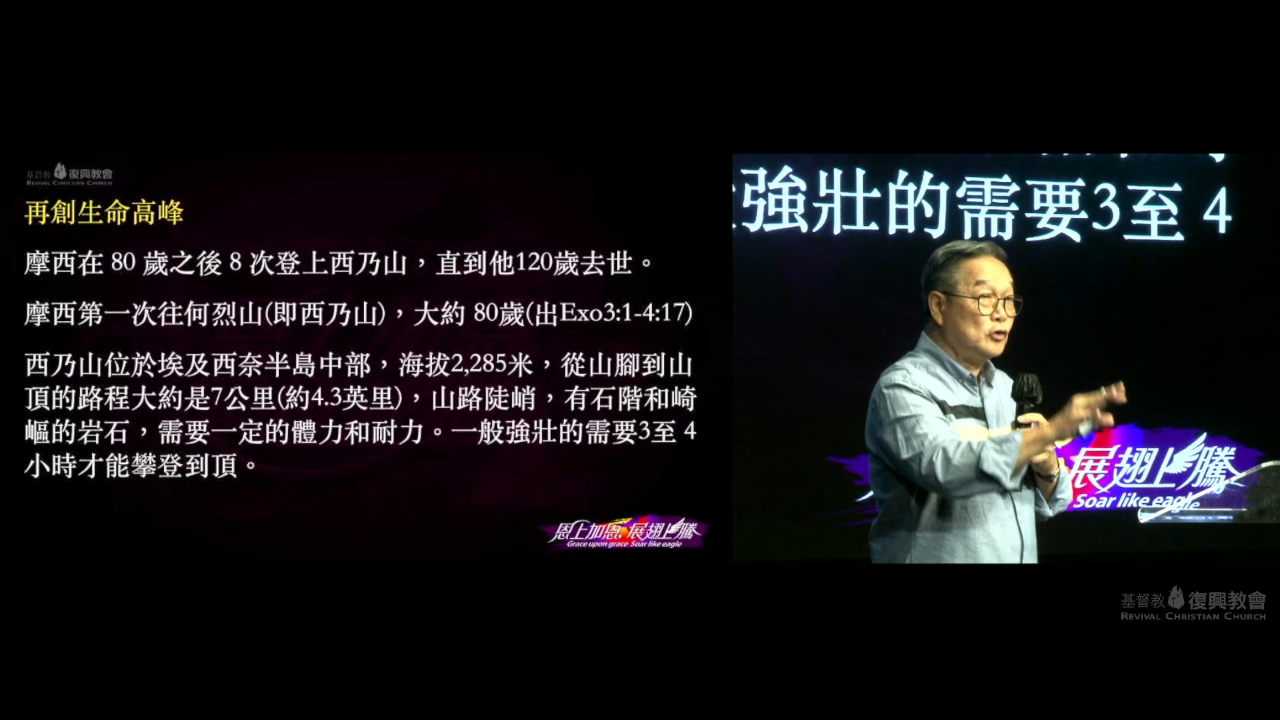 基督教 復興教會
REVIVAL CHRISTIAN CHURCH
再創生命高峰
摩西在 80 歲之後 8 次登上西乃山，直到他120歲去世。
摩西第一次往何烈山(即西乃山)，大約 80歲(出Exo3:1-4:17)
西乃山位於埃及西奈半島中部，海拔2,285米，從山腳到山
頂的路程大約是7公里(約4.3英里)，山路陡峭，有石階和崎
嶇的岩石，需要一定的體力和耐力。一般強壯的需要3至 4
小時才能攀登到頂。
恩上加恩 展翅上騰
Grace upon grace Soar like eagle
強壯的需要3至 4
展翅上騰
Soar like eagle
基督教 復興教會
REVIVAL CHRISTIAN CHURCH